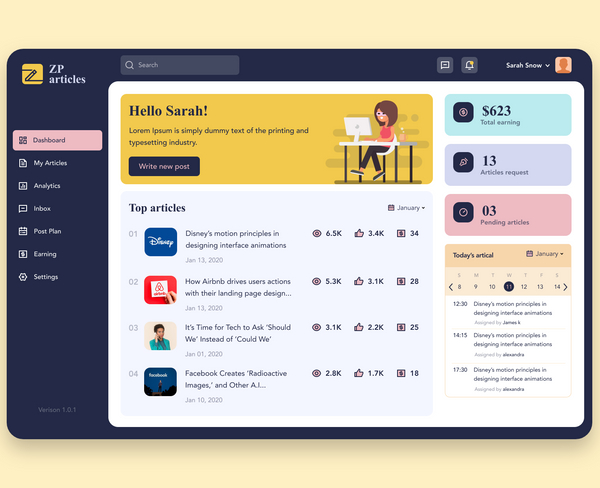 ZP
articles
Search
Sarah Snow
Dashboard
My Articles
Analytics
Inbox
Post Plan
Earning
Settings
Verison 1.0.1
Hello Sarah!
Lorem Ipsum is simply dummy text of the printing and
typesetting industry.
Write new post
Top articles
January
01
Disney's motion principles in
designing interface animations
Jan 13, 2020
6.5K
3.4K
34
Disney
02
How Airbnb drives users actions
with their landing page design...
Jan 13, 2020
5.3K
3.1K
28
airbnb
03
It's Time for Tech to Ask 'Should
We' Instead of 'Could We'
Jan 01, 2020
3.1K
2.2K
25
04
Facebook Creates 'Radioactive
Images,' and Other A.I...
Jan 10, 2020
2.8K
1.7K
18
facebook
$623
Total earning
13
Articles request
03
Pending articles
Today's artical
January
S M T W T F S
8 9 10 11 12 13 14
12:30
Disney's motion principles in
designing interface animations
Assigned by James k
14:15
Disney's motion principles in
designing interface animations
Assigned by alexandra
17:30
Disney's motion principles in
designing interface animations
Assigned by alexandra